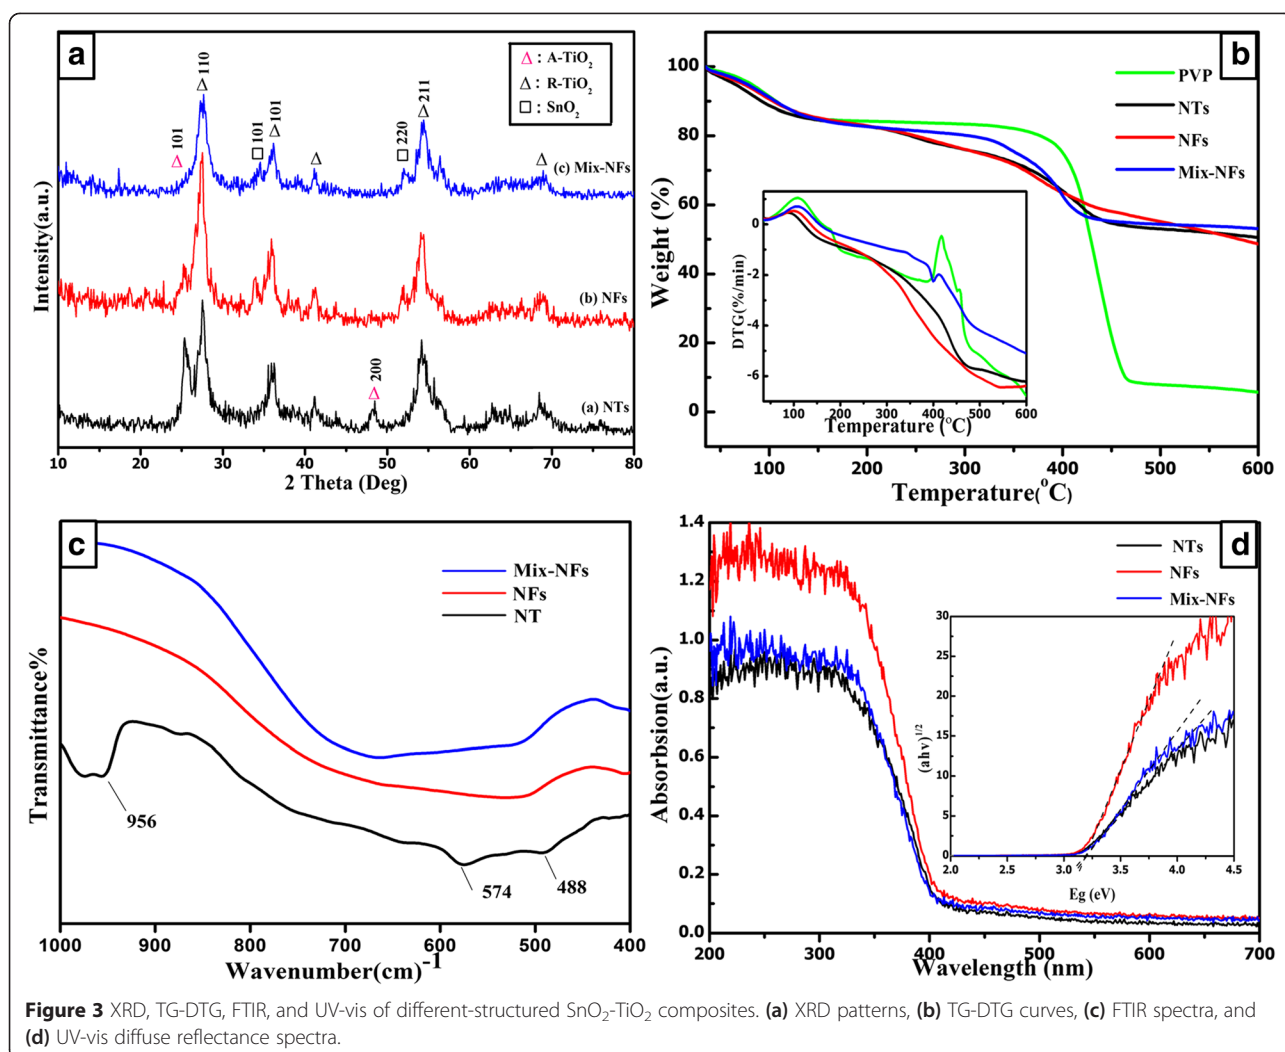 a
△ : A-TiO₂
△ : R-TiO₂
□ : SnO₂
101
110
101
101
220
211
(c) Mix-NFs
(b) NFs
200
(a) NTs
Intensity(a.u.)
10 20 30 40 50 60 70 80
2 Theta (Deg)
b
PVP
NTs
NFs
Mix-NFs
Weight (%)
100
80
60
40
20
0
DTG(%/min)
0
-2
-4
-6
100 200 300 400 500 600
Temperature (°C)
100 200 300 400 500 600
Temperature(°C)
c
Mix-NFs
NFs
NT
Transmittance%
956
574
488
1000 900 800 700 600 500 400
Wavenumber(cm)⁻¹
d
NTs
NFs
Mix-NFs
Absorbsion(a.u.)
1.4
1.2
1.0
0.8
0.6
0.4
0.2
0.0
(ahv)¹/²
30
25
20
15
10
5
0
2.0 2.5 3.0 3.5 4.0 4.5
Eg (eV)
200 300 400 500 600 700
Wavelength (nm)
Figure 3 XRD, TG-DTG, FTIR, and UV-vis of different-structured SnO₂-TiO₂ composites. (a) XRD patterns, (b) TG-DTG curves, (c) FTIR spectra, and
(d) UV-vis diffuse reflectance spectra.